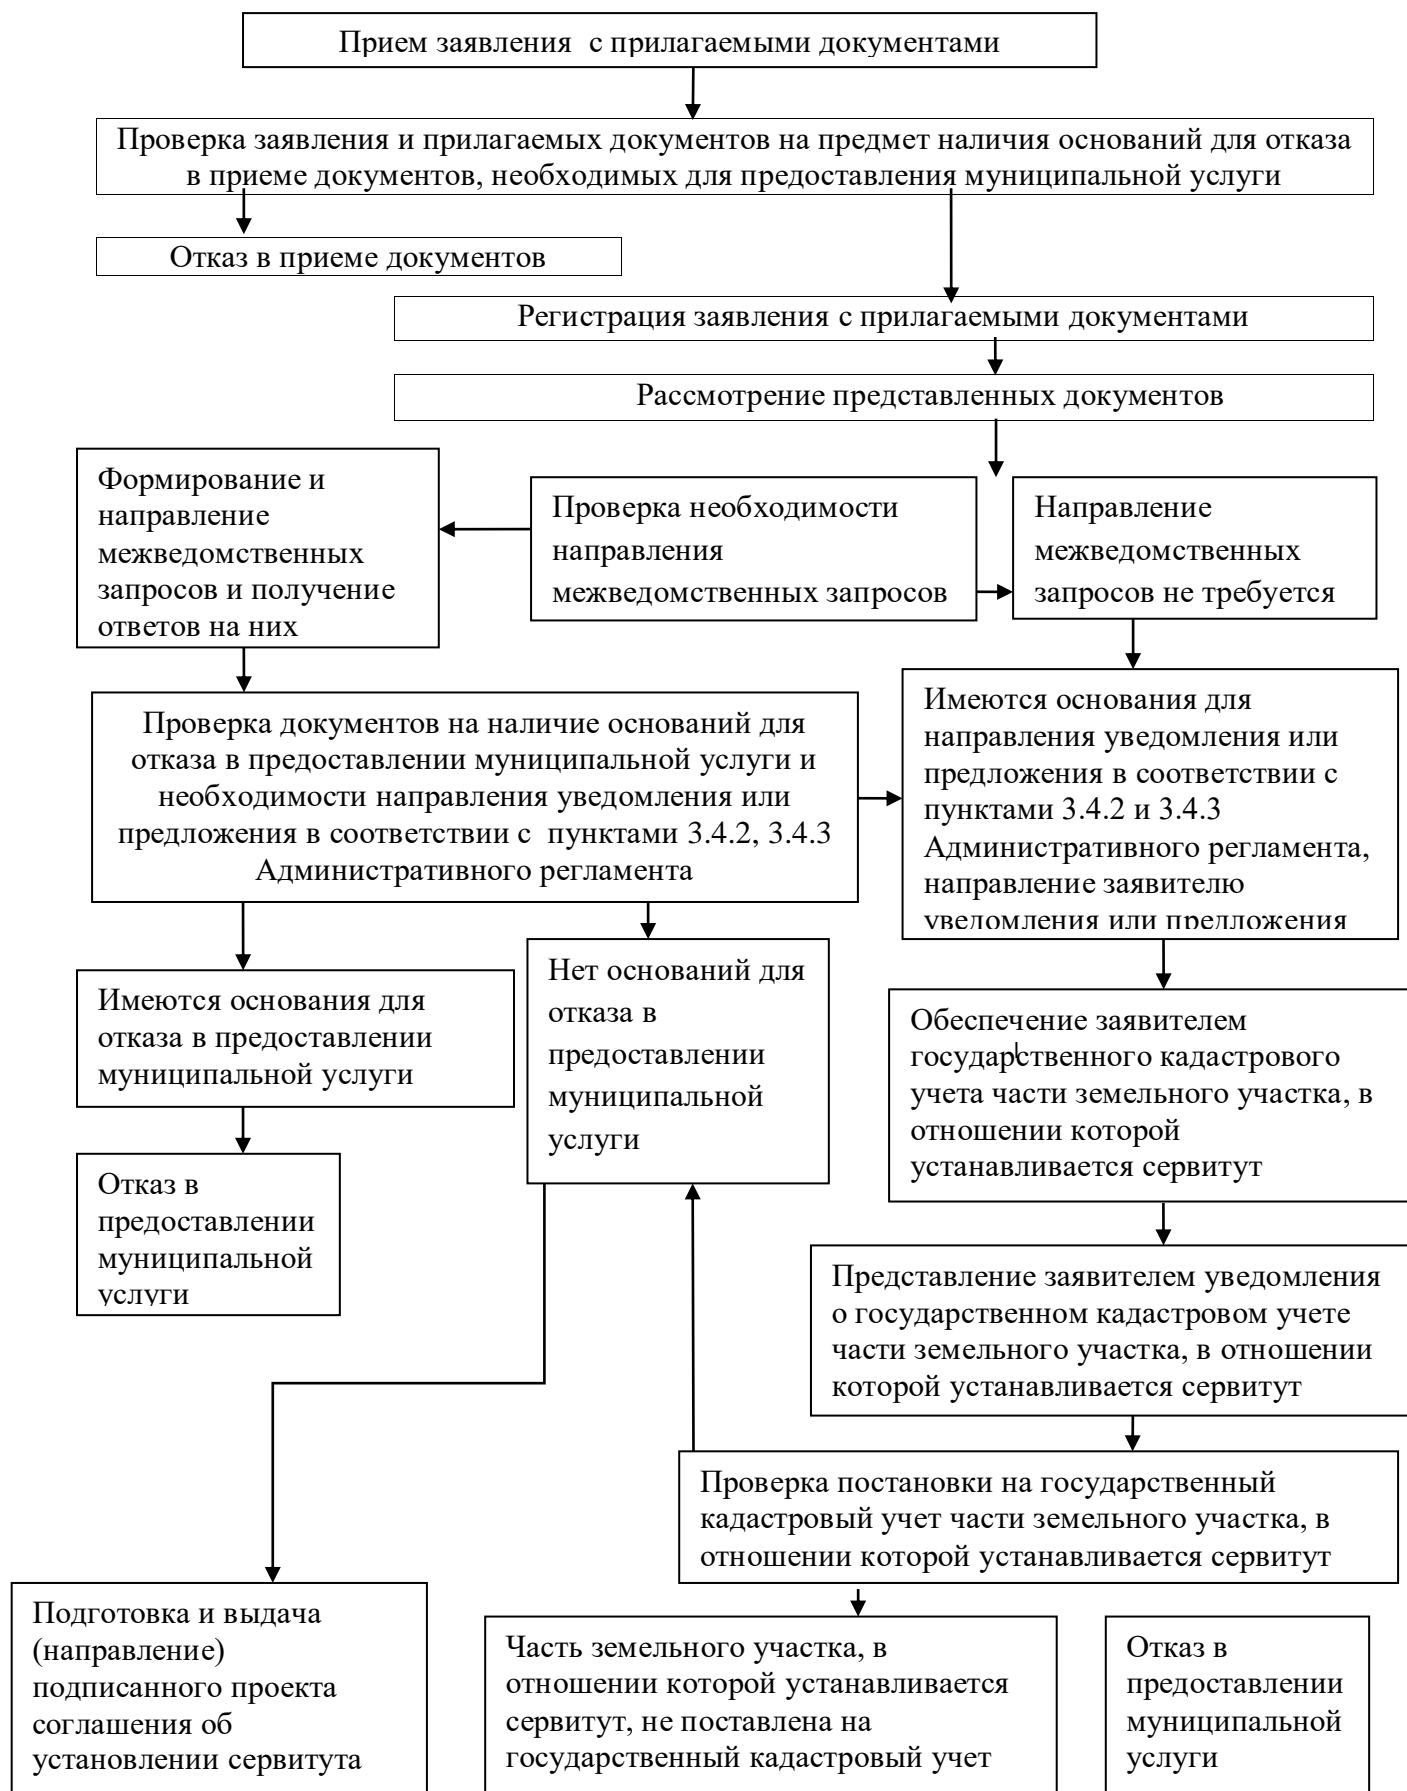 Прием заявления  с прилагаемыми документами
Проверка заявления и прилагаемых документов на предмет наличия оснований для отказа
в приеме документов, необходимых для предоставления муниципальной услуги
Отказ в приеме документов
Регистрация заявления с прилагаемыми документами
Рассмотрение представленных документов
Формирование и
направление
межведомственных
запросов и получение
ответов на них
Проверка необходимости
направления
межведомственных запросов
Направление
межведомственных
запросов не требуется
Проверка документов на наличие оснований для
отказа в предоставлении муниципальной услуги и
необходимости направления уведомления или
предложения в соответствии с  пунктами 3.4.2, 3.4.3
Административного регламента
Имеются основания для
направления уведомления или
предложения в соответствии с
пунктами 3.4.2 и 3.4.3
Административного регламента,
направление заявителю
уведомления или предложения
Имеются основания для
отказа в предоставлении
муниципальной услуги
Нет оснований для
отказа в
предоставлении
муниципальной
услуги
Обеспечение заявителем
государственного кадастрового
учета части земельного участка, в
отношении которой
устанавливается сервитут
Отказ в
предоставлении
муниципальной
услуги
Представление заявителем уведомления
о государственном кадастровом учете
части земельного участка, в отношении
которой устанавливается сервитут
Проверка постановки на государственный
кадастровый учет части земельного участка, в
отношении которой устанавливается сервитут
Подготовка и выдача
(направление)
подписанного проекта
соглашения об
установлении сервитута
Часть земельного участка, в
отношении которой устанавливается
сервитут, не поставлена на
государственный кадастровый учет
Отказ в
предоставлении
муниципальной
услуги